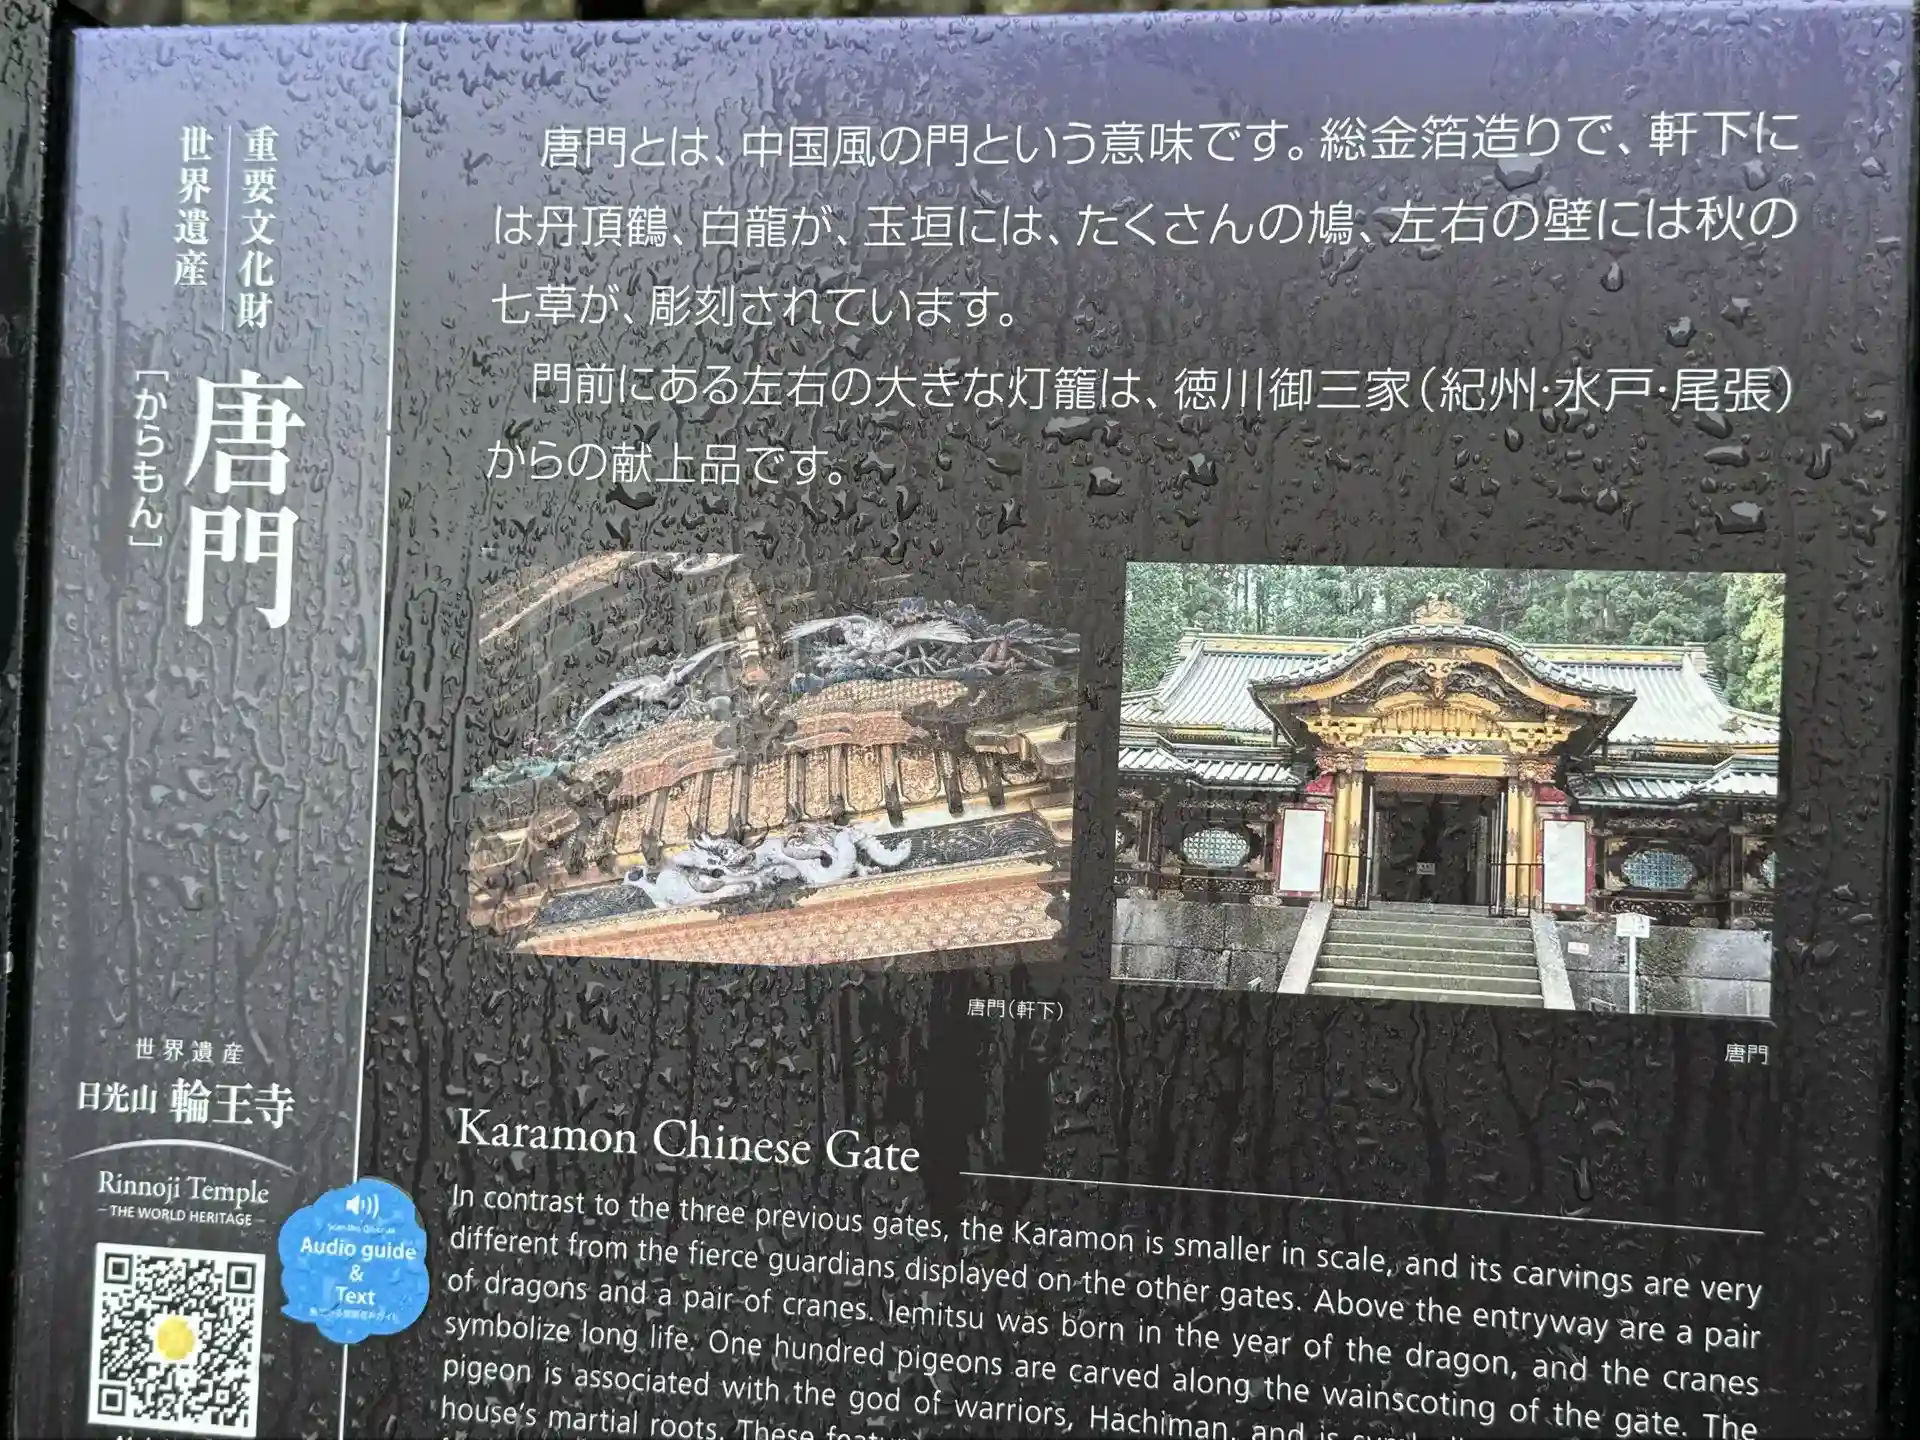 重要文化財
世界遺産
唐門
［からもん］
唐門とは、中国風の門という意味です。総金箔造りで、軒下に
は丹頂鶴、白龍が、玉垣には、たくさんの鳩、左右の壁には秋の
七草が、彫刻されています。
門前にある左右の大きな灯籠は、徳川御三家（紀州・水戸・尾張）
からの献上品です。
唐門（軒下）
唐門
世界遺産
日光山 輪王寺
Rinnoji Temple
THE WORLD HERITAGE
Audio guide
&
Text
Karamon Chinese Gate
In contrast to the three previous gates, the Karamon is smaller in scale, and its carvings are very
different from the fierce guardians displayed on the other gates. Above the entryway are a pair
of dragons and a pair of cranes. Iemitsu was born in the year of the dragon, and the cranes
symbolize long life. One hundred pigeons are carved along the wainscoting of the gate. The
pigeon is associated with the god of warriors, Hachiman, and is
house's martial roots. These